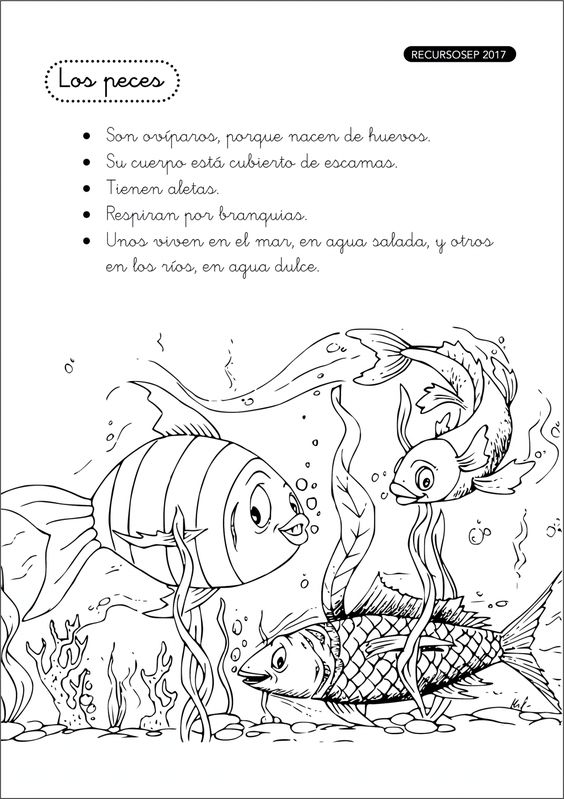 RECURSOSEP 2017
Los peces
• Son ovíparos, porque nacen de huevos.
• Su cuerpo está cubierto de escamas.
• Tienen aletas.
• Respiran por branquias.
• Unos viven en el mar, en agua salada, y otros
en los ríos, en agua dulce.